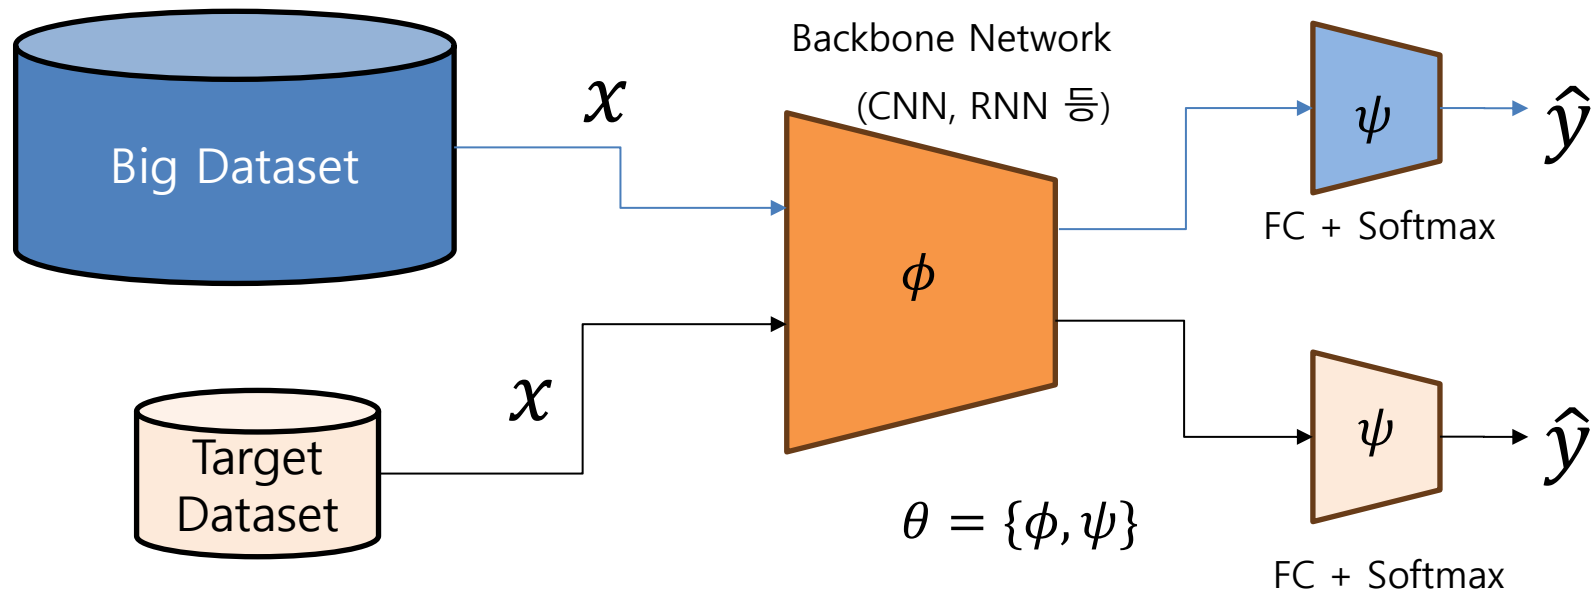 Big Dataset
x
Backbone Network
(CNN, RNN 등)
ϕ
ψ
ŷ
FC + Softmax
Target
Dataset
x
ψ
ŷ
FC + Softmax
θ = {ϕ, ψ}